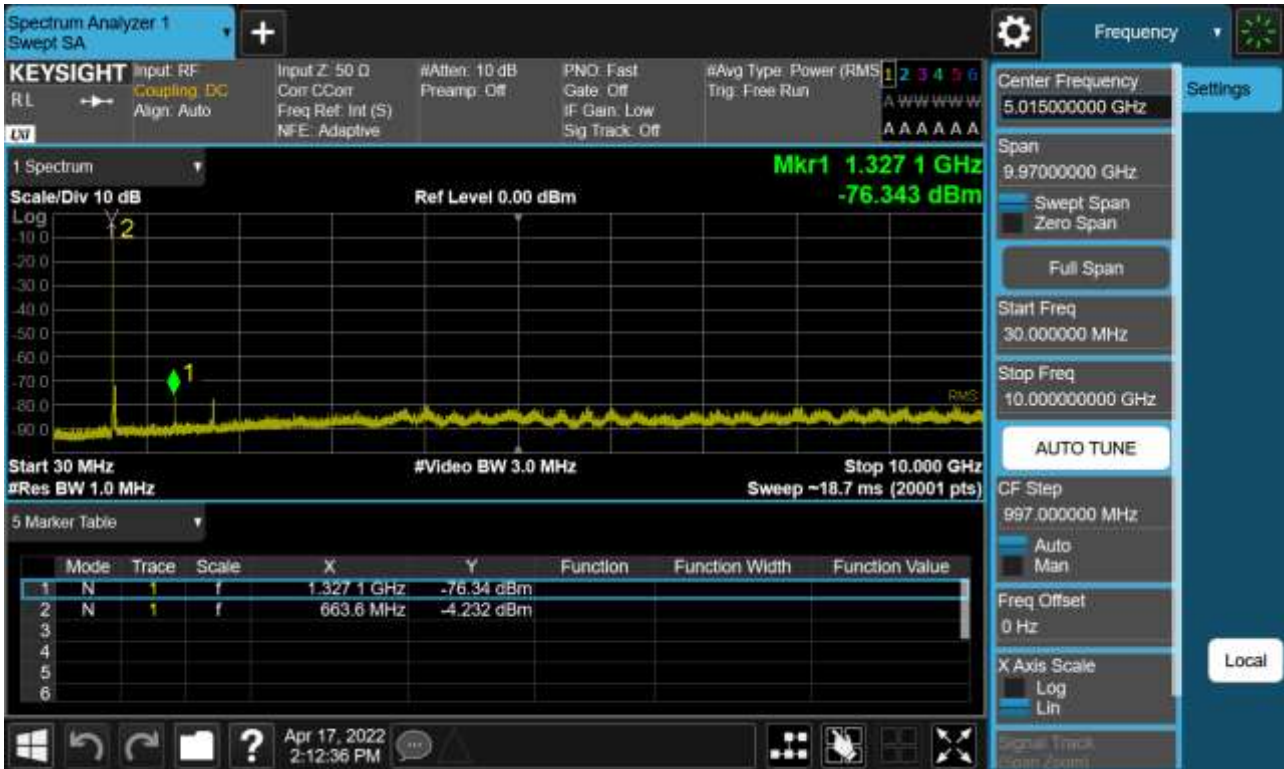 Spectrum Analyzer 1
Swept SA
+
Frequency
KEYSIGHT
RL
Input: RF
Coupling: DC
Align: Auto
Input Z: 50 Ω
Corr CCorr
Freq Ref: Int (S)
NFE: Adaptive
#Atten: 10 dB
Preamp: Off
PNO: Fast
Gate: Off
IF Gain: Low
Sig Track: Off
#Avg Type: Power (RMS
Trig: Free Run
1 2 3 4 5 6
A W W W W W
A A A A A A
1 Spectrum
Scale/Div 10 dB
Ref Level 0.00 dBm
Mkr1 1.327 1 GHz
-76.343 dBm
Log
-10.0
-20.0
-30.0
-40.0
-50.0
-60.0
-70.0
-80.0
-90.0
2
1
RMS
Start 30 MHz
#Video BW 3.0 MHz
Stop 10.000 GHz
#Res BW 1.0 MHz
Sweep ~18.7 ms (20001 pts)
5 Marker Table
Mode Trace Scale X Y Function Function Width Function Value
1 N 1 f 1.327 1 GHz -76.34 dBm
2 N 1 f 663.6 MHz -4.232 dBm
3
4
5
6
?
Apr 17, 2022
2:12:36 PM
Center Frequency
5.015000000 GHz
Settings
Span
9.97000000 GHz
Swept Span
Zero Span
Full Span
Start Freq
30.000000 MHz
Stop Freq
10.000000000 GHz
AUTO TUNE
CF Step
997.000000 MHz
Auto
Man
Freq Offset
0 Hz
X Axis Scale
Log
Lin
Local
Signal Track
(Span Zoom)